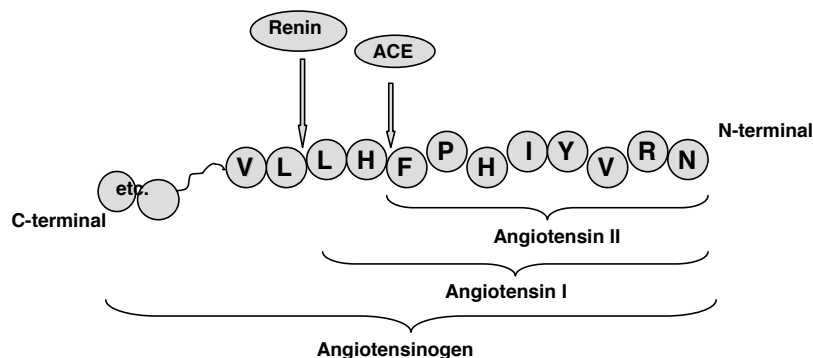 Renin
ACE
N-terminal
V L L H F P H I Y V R N
etc.
C-terminal
Angiotensin II
Angiotensin I
Angiotensinogen